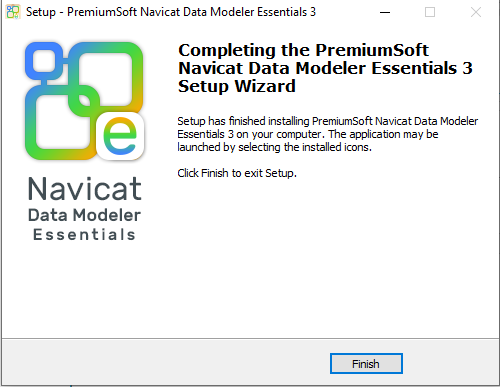 Setup - PremiumSoft Navicat Data Modeler Essentials 3
Completing the PremiumSoft
Navicat Data Modeler Essentials 3
Setup Wizard
Setup has finished installing PremiumSoft Navicat Data Modeler
Essentials 3 on your computer. The application may be
launched by selecting the installed icons.
Click Finish to exit Setup.
e
Navicat
Data Modeler
Essentials
Finish